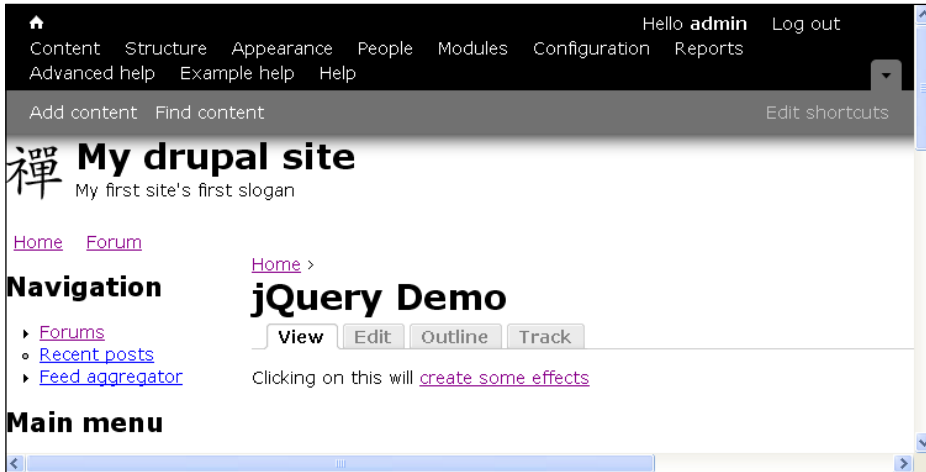 Hello admin Log out
Content Structure Appearance People Modules Configuration Reports
Advanced help Example help Help
Add content Find content Edit shortcuts
禪 My drupal site
My first site's first slogan
Home Forum
Home ›
Navigation
jQuery Demo
View Edit Outline Track
Forums
Recent posts
Feed aggregator
Clicking on this will create some effects
Main menu